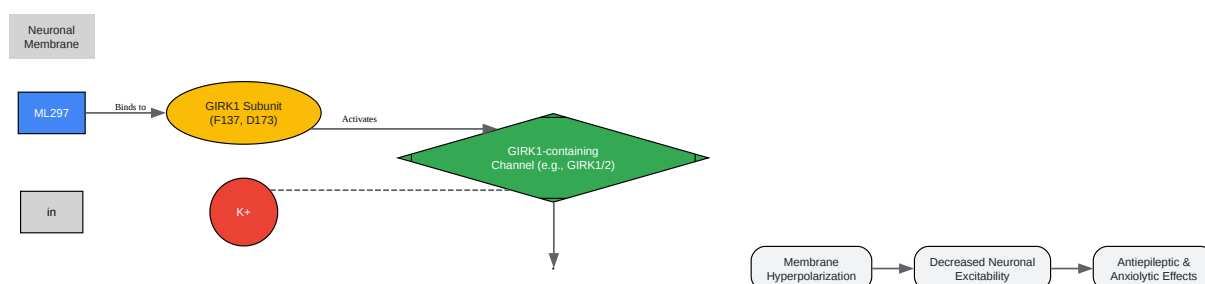 Neuronal
Membrane
ML297
Binds to
GIRK1 Subunit
(F137, D173)
Activates
GIRK1-containing
Channel (e.g., GIRK1/2)
in
K+
Membrane
Hyperpolarization
Decreased Neuronal
Excitability
Antiepileptic &
Anxiolytic Effects